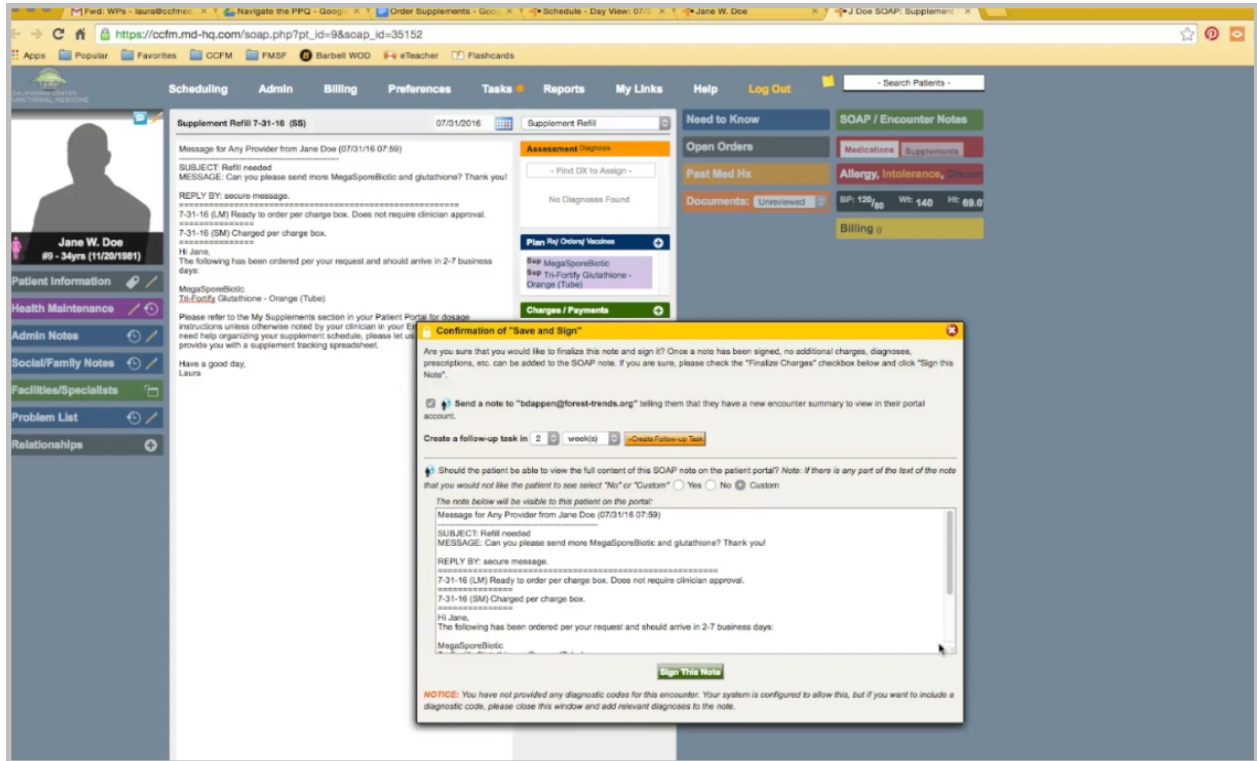 Fwd: WPs - laura@ccfmed
Navigate the PPQ - Googl
Order Supplements - Goog
Schedule - Day View: 07/3
Jane W. Doe
J Doe SOAP: Supplement
https://ccfm.md-hq.com/soap.php?pt_id=9&soap_id=35152
Apps Popular Favorites CCFM FMSF Barbell WOD eTeacher Flashcards
CALIFORNIA CENTER
FUNCTIONAL MEDICINE
Scheduling Admin Billing Preferences Tasks Reports My Links Help Log Out
- Search Patients -
Jane W. Doe
#9 - 34yrs (11/20/1981)
Patient Information
Health Maintenance
Admin Notes
Social/Family Notes
Facilities/Specialists
Problem List
Relationships
Supplement Refill 7-31-16 (SS)
07/31/2016
Supplement Refill
Message for Any Provider from Jane Doe (07/31/16 07:59)
----------------------------------------
SUBJECT: Refill needed
MESSAGE: Can you please send more MegaSporeBiotic and glutathione? Thank you!
REPLY BY: secure message.
====================================================
7-31-16 (LM) Ready to order per charge box. Does not require clinician approval.
===============
7-31-16 (SM) Charged per charge box.
===============
Hi Jane,
The following has been ordered per your request and should arrive in 2-7 business
days:
MegaSporeBiotic
Tri-Fortify Glutathione - Orange (Tube)
Please refer to the My Supplements section in your Patient Portal for dosage
instructions unless otherwise noted by your clinician in your En
need help organizing your supplement schedule, please let us
provide you with a supplement tracking spreadsheet.
Have a good day,
Laura
Assessment Diagnosis
- Find DX to Assign -
No Diagnoses Found
Plan Rx/ Orders/ Vaccines
Sup MegaSporeBiotic
Sup Tri-Fortify Glutathione -
Orange (Tube)
Charges / Payments
Need to Know
Open Orders
Past Med Hx
Documents: Unreviewed
SOAP / Encounter Notes
Medications Supplements
Allergy, Intolerance,
BP: 120/80 Wt: 140 Ht: 69.0
Billing ()
Confirmation of "Save and Sign"
Are you sure that you would like to finalize this note and sign it? Once a note has been signed, no additional charges, diagnoses,
prescriptions, etc. can be added to the SOAP note. If you are sure, please check the "Finalize Charges" checkbox below and click "Sign this
Note".
Send a note to "bdappen@forest-trends.org" telling them that they have a new encounter summary to view in their portal
account.
Create a follow-up task in 2 week(s) +Create Follow-up Task
Should the patient be able to view the full content of this SOAP note on the patient portal? Note: If there is any part of the text of the note
that you would not like the patient to see select "No" or "Custom" Yes No Custom
The note below will be visible to this patient on the portal:
Message for Any Provider from Jane Doe (07/31/16 07:59)
----------------------------------------
SUBJECT: Refill needed
MESSAGE: Can you please send more MegaSporeBiotic and glutathione? Thank you!
REPLY BY: secure message.
====================================================
7-31-16 (LM) Ready to order per charge box. Does not require clinician approval.
===============
7-31-16 (SM) Charged per charge box.
===============
Hi Jane,
The following has been ordered per your request and should arrive in 2-7 business days:
MegaSporeBiotic
Sign This Note
NOTICE: You have not provided any diagnostic codes for this encounter. Your system is configured to allow this, but if you want to include a
diagnostic code, please close this window and add relevant diagnoses to the note.